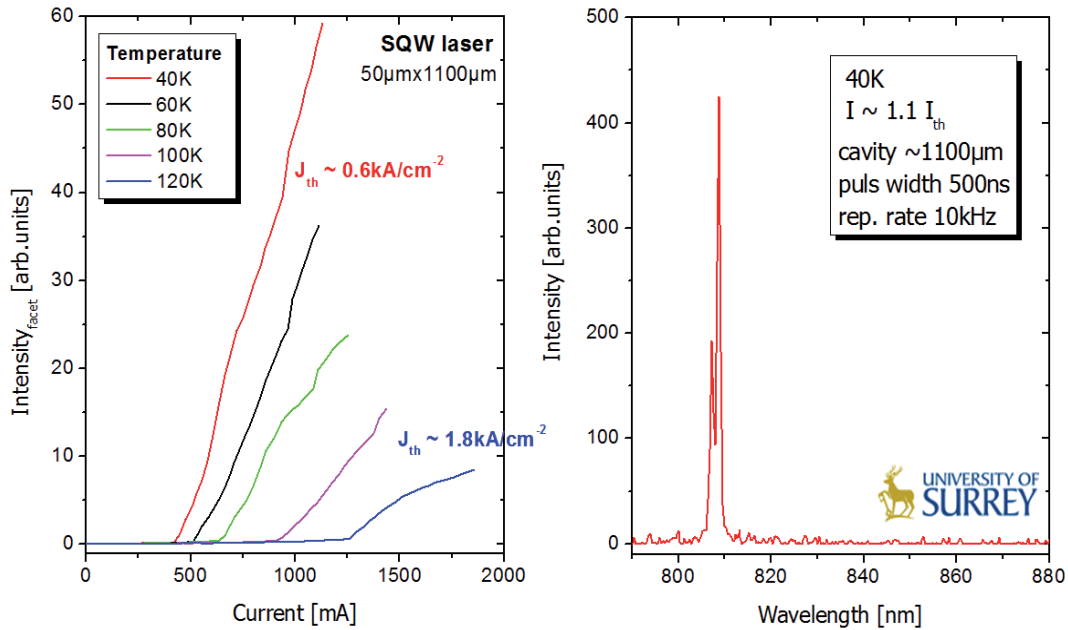 60
50
40
30
20
10
0
Intensity_facet [arb.units]
Temperature
40K
60K
80K
100K
120K
SQW laser
50µmx1100µm
J_th ~ 0.6kA/cm⁻²
J_th ~ 1.8kA/cm⁻²
0 500 1000 1500 2000
Current [mA]
500
400
300
200
100
0
Intensity [arb.units]
40K
I ~ 1.1 I_th
cavity ~1100µm
puls width 500ns
rep. rate 10kHz
UNIVERSITY OF
SURREY
800 820 840 860 880
Wavelength [nm]